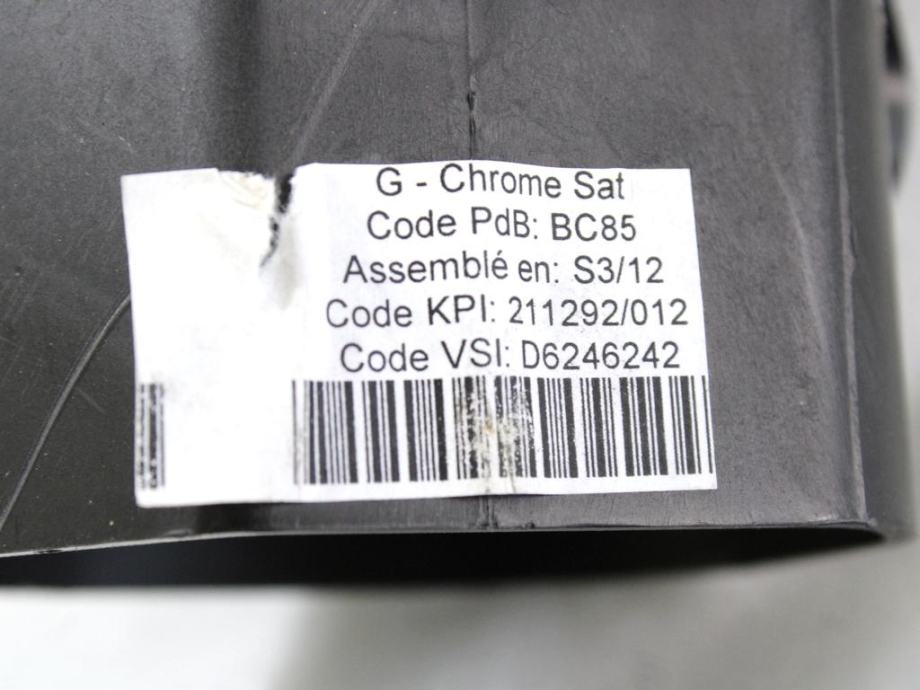 G - Chrome Sat
Code PdB: BC85
Assemblé en: S3/12
Code KPI: 211292/012
Code VSI: D6246242